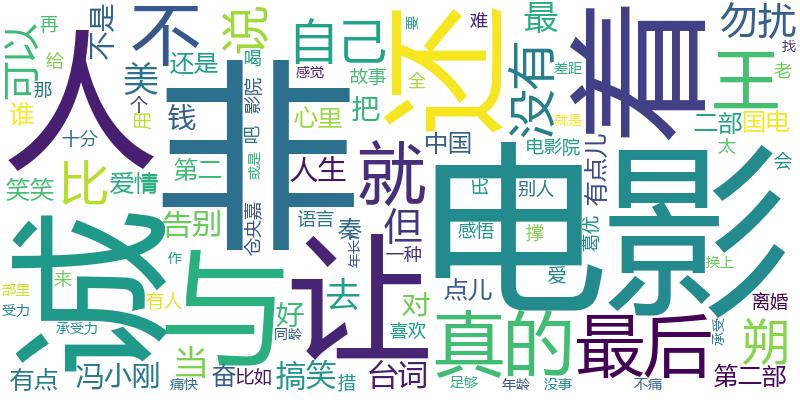 人
不
说
自己
还
最
没有
着
勿扰
王
可以
再
给
不是
美
还是
要
难
差距
找
老
那
谁
个
钱
喝
影院
吧
或是
感觉
故事
全
心里
把
中国
电影院
就是
二部
国电
太
会
十分
非
第二
人生
就
有点儿
别人
笑笑
比
爱情
告别
仓央嘉
语言
秦
但
电影
感悟
撑
葛优
诚
与
让
年长
一种
爱
换上
来
作
部里
受力
承受力
有人
好
同龄
去
对
喜欢
点儿
真的
最后
承受
离婚
朔
有点
冯小刚
当
痛快
奋
比如
搞笑
措
台词
足够
年龄
没事
不痛
第二部